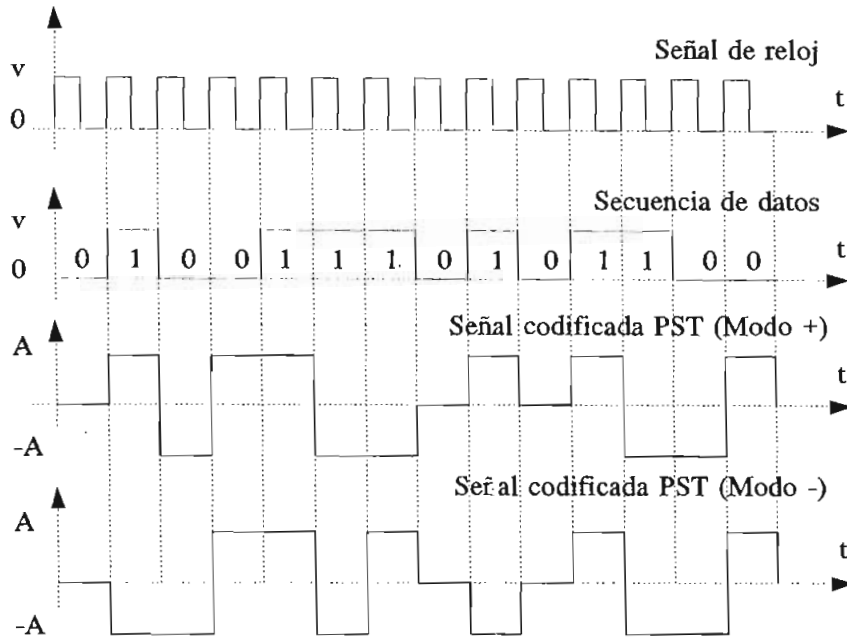 Señal de reloj
v
0
t
Secuencia de datos
v
0
0 1 0 0 1 1 1 0 1 0 1 1 0 0
t
Señal codificada PST (Modo +)
A
t
-A
Señal codificada PST (Modo -)
A
t
-A